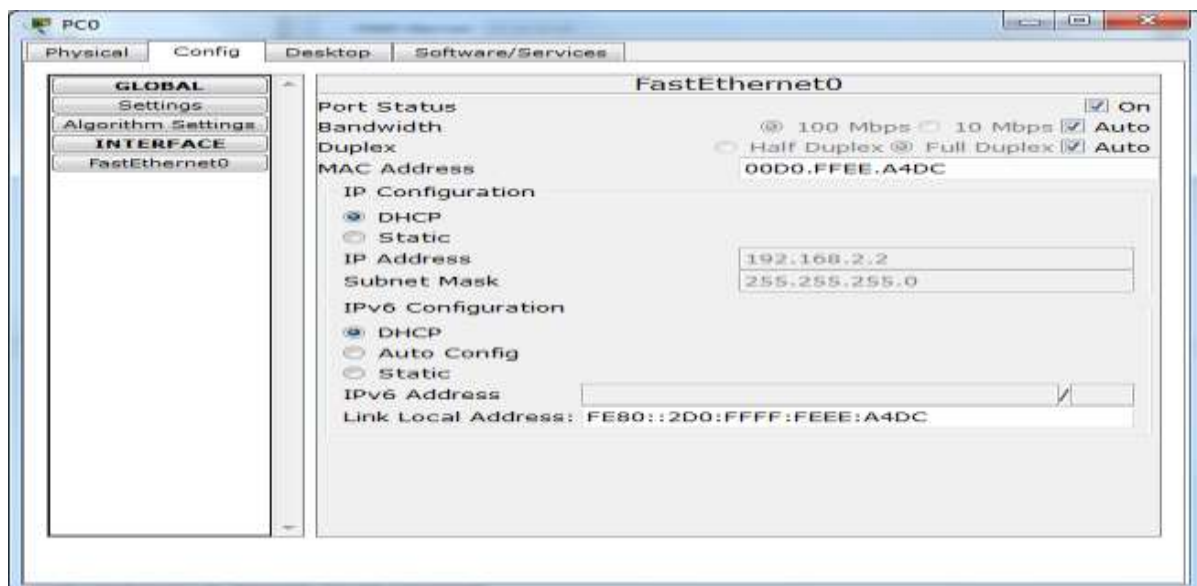 PC0
Physical Config Desktop Software/Services
GLOBAL
Settings
Algorithm Settings
INTERFACE
FastEthernet0
FastEthernet0
Port Status On
Bandwidth 100 Mbps 10 Mbps Auto
Duplex Half Duplex Full Duplex Auto
MAC Address 00D0.FFEE.A4DC
IP Configuration
DHCP
Static
IP Address 192.168.2.2
Subnet Mask 255.255.255.0
IPv6 Configuration
DHCP
Auto Config
Static
IPv6 Address /
Link Local Address: FE80::2D0:FFFF:FEEE:A4DC